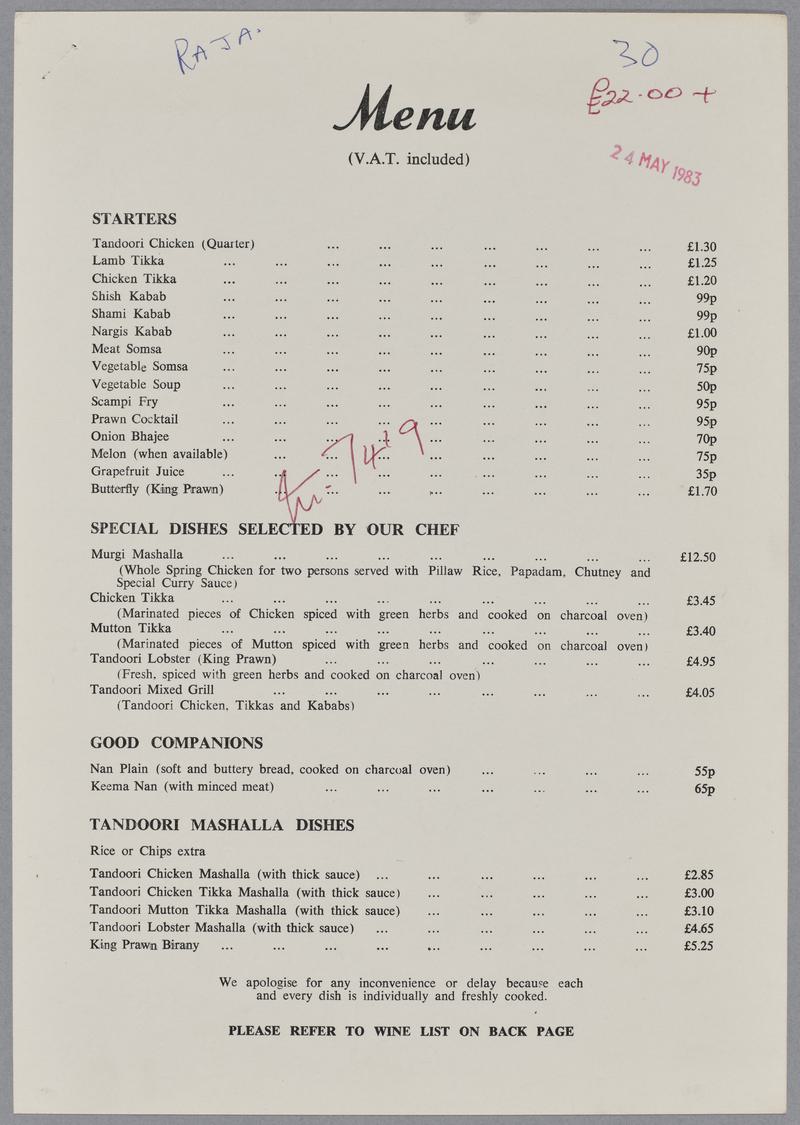 RAJA.
30
£22.00 +
Menu
(V.A.T. included)
24 MAY 1983
STARTERS
Tandoori Chicken (Quarter) ... ... ... ... ... ... ... £1.30
Lamb Tikka ... ... ... ... ... ... ... ... ... £1.25
Chicken Tikka ... ... ... ... ... ... ... ... ... £1.20
Shish Kabab ... ... ... ... ... ... ... ... ... 99p
Shami Kabab ... ... ... ... ... ... ... ... ... 99p
Nargis Kabab ... ... ... ... ... ... ... ... ... £1.00
Meat Somsa ... ... ... ... ... ... ... ... ... 90p
Vegetable Somsa ... ... ... ... ... ... ... ... ... 75p
Vegetable Soup ... ... ... ... ... ... ... ... ... 50p
Scampi Fry ... ... ... ... ... ... ... ... ... 95p
Prawn Cocktail ... ... ... ... ... ... ... ... ... 95p
Onion Bhajee ... ... ... ... ... ... ... ... ... 70p
Melon (when available) ... ... ... ... ... ... ... ... 75p
Grapefruit Juice ... ... ... ... ... ... ... ... ... 35p
Butterfly (King Prawn) ... ... ... ... ... ... ... ... £1.70
SPECIAL DISHES SELECTED BY OUR CHEF
Murgi Mashalla ... ... ... ... ... ... ... ... ... £12.50
(Whole Spring Chicken for two persons served with Pillaw Rice, Papadam, Chutney and
Special Curry Sauce)
Chicken Tikka ... ... ... ... ... ... ... ... ... £3.45
(Marinated pieces of Chicken spiced with green herbs and cooked on charcoal oven)
Mutton Tikka ... ... ... ... ... ... ... ... ... £3.40
(Marinated pieces of Mutton spiced with green herbs and cooked on charcoal oven)
Tandoori Lobster (King Prawn) ... ... ... ... ... ... ... £4.95
(Fresh, spiced with green herbs and cooked on charcoal oven)
Tandoori Mixed Grill ... ... ... ... ... ... ... ... £4.05
(Tandoori Chicken, Tikkas and Kababs)
GOOD COMPANIONS
Nan Plain (soft and buttery bread, cooked on charcoal oven) ... ... ... ... 55p
Keema Nan (with minced meat) ... ... ... ... ... ... ... 65p
TANDOORI MASHALLA DISHES
Rice or Chips extra
Tandoori Chicken Mashalla (with thick sauce) ... ... ... ... ... ... £2.85
Tandoori Chicken Tikka Mashalla (with thick sauce) ... ... ... ... ... £3.00
Tandoori Mutton Tikka Mashalla (with thick sauce) ... ... ... ... ... £3.10
Tandoori Lobster Mashalla (with thick sauce) ... ... ... ... ... ... £4.65
King Prawn Birany ... ... ... ... ... ... ... ... ... £5.25
We apologise for any inconvenience or delay because each
and every dish is individually and freshly cooked.
PLEASE REFER TO WINE LIST ON BACK PAGE